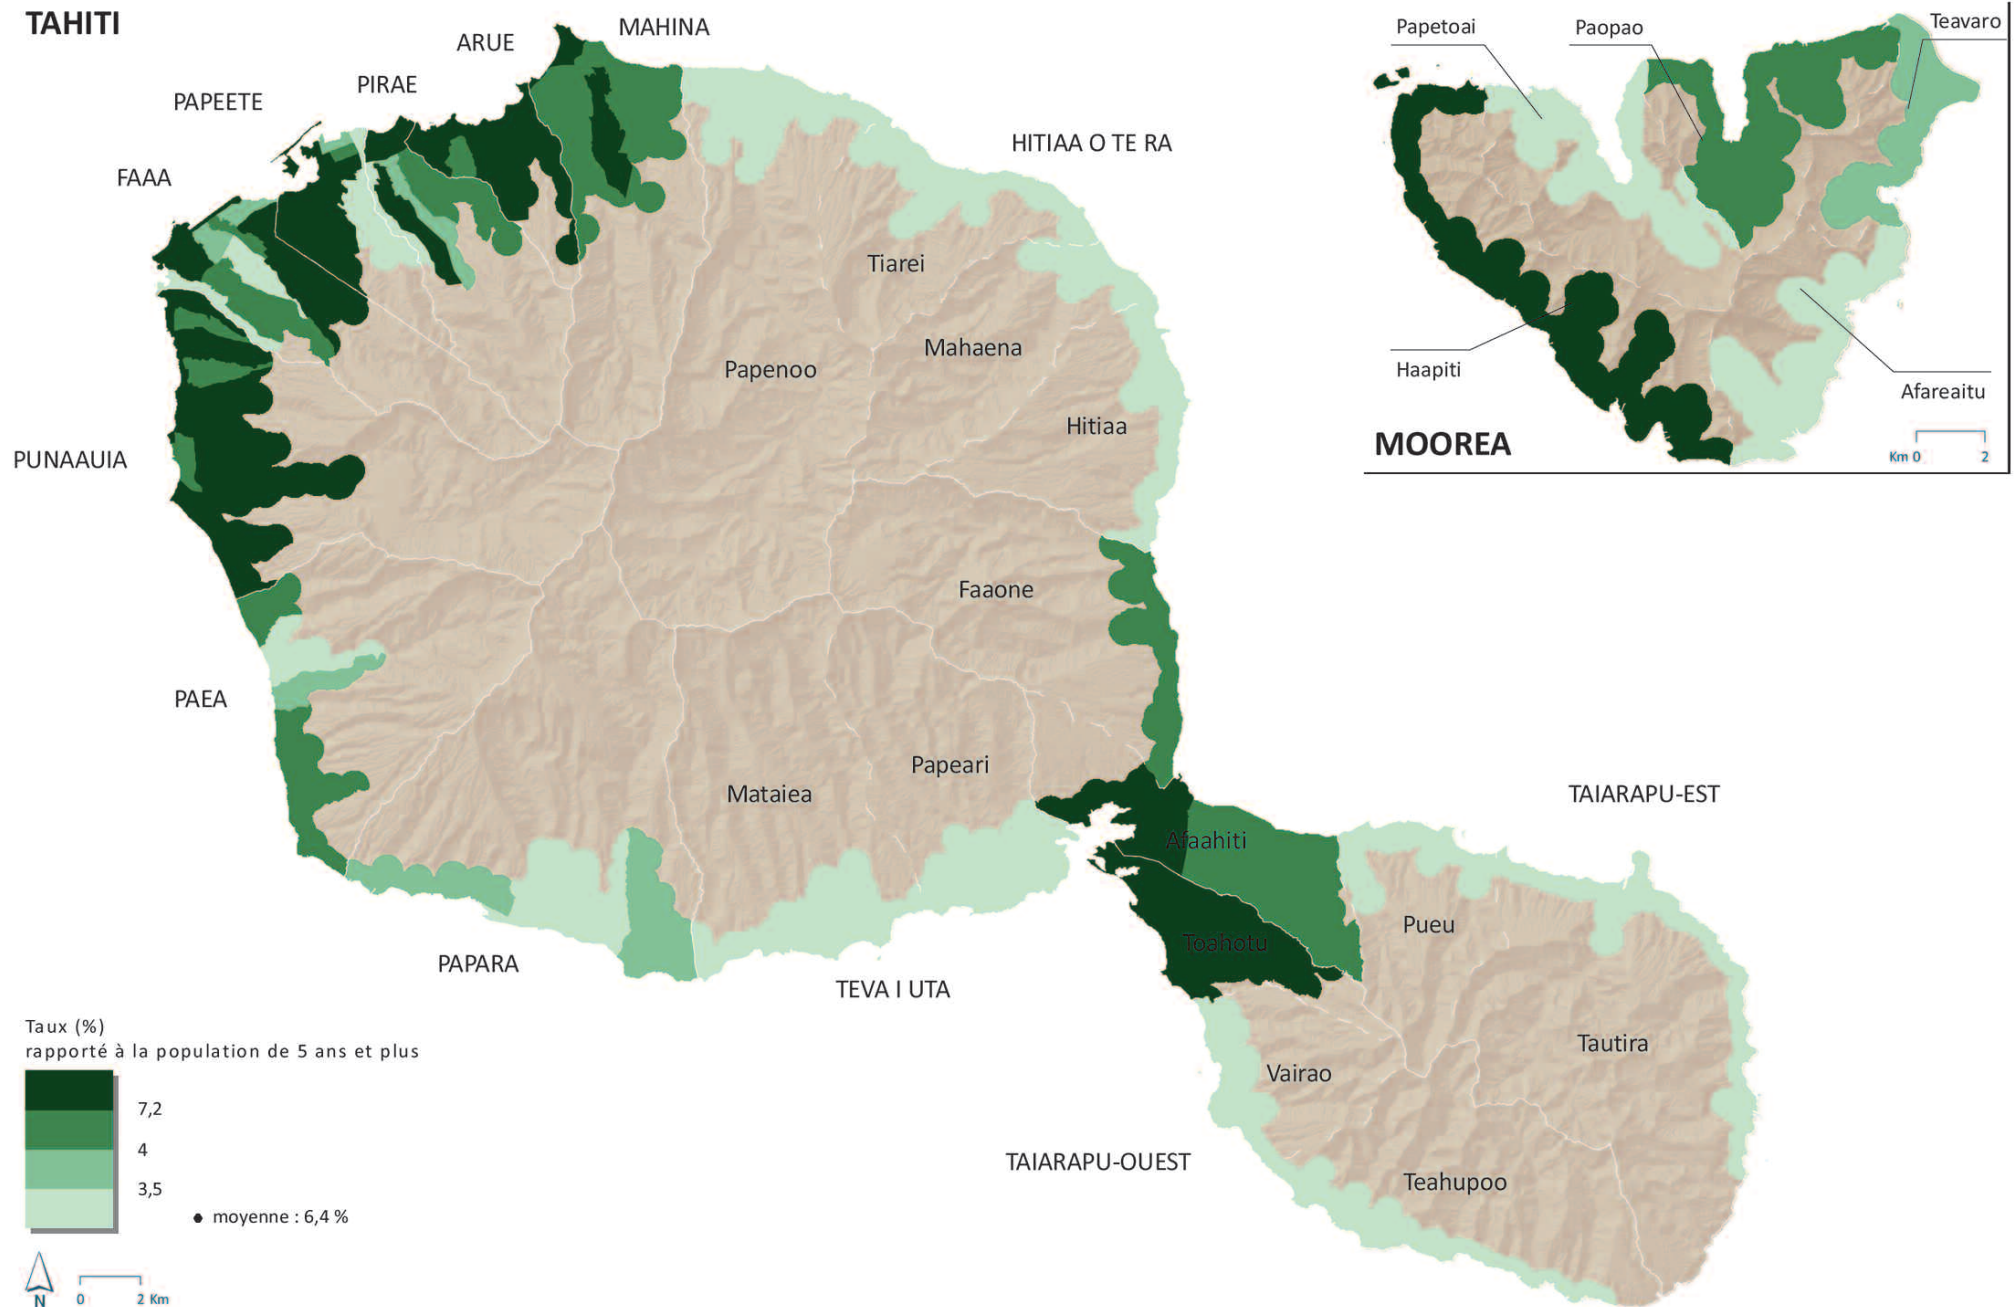 TAHITI
MAHINA
ARUE
PIRAE
PAPEETE
FAAA
HITIAA O TE RA
Tiarei
Mahaena
Papenoo
Hitiaa
PUNAAUIA
Faaone
PAEA
Papeari
Mataiea
PAPARA
TEVA I UTA
TAIARAPU-EST
Afaahiti
Toahotu
Pueu
Tautira
Vairao
TAIARAPU-OUEST
Teahupoo
Papetoai
Paopao
Teavaro
Haapiti
Afareaitu
MOOREA
Km 0 2
Taux (%)
rapporté à la population de 5 ans et plus
7,2
4
3,5
moyenne : 6,4 %
N
0 2 Km